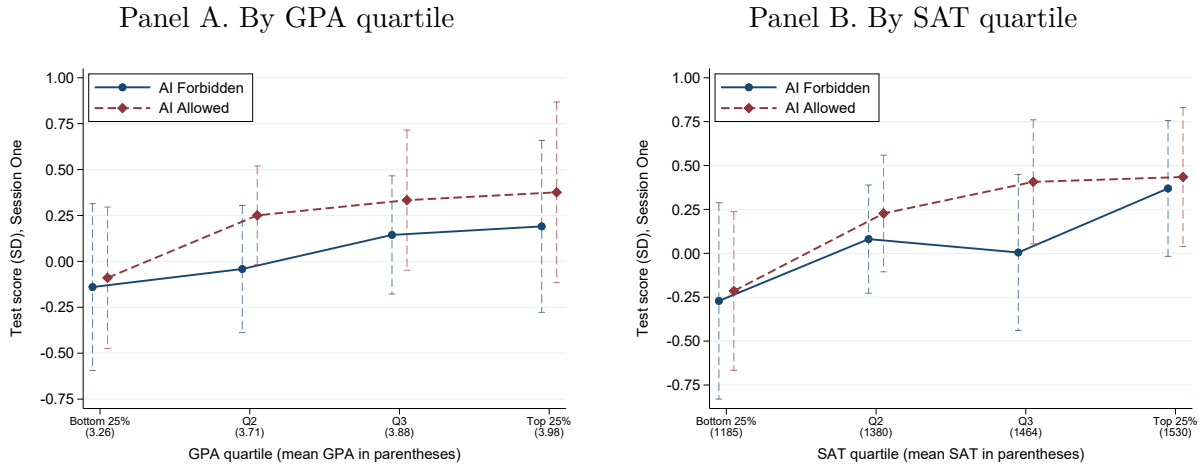 Panel A. By GPA quartile
Test score (SD), Session One
1.00
0.75
0.50
0.25
0.00
-0.25
-0.50
-0.75
AI Forbidden
AI Allowed
Bottom 25%
(3.26)
Q2
(3.71)
Q3
(3.88)
Top 25%
(3.98)
GPA quartile (mean GPA in parentheses)
Panel B. By SAT quartile
Test score (SD), Session One
1.00
0.75
0.50
0.25
0.00
-0.25
-0.50
-0.75
AI Forbidden
AI Allowed
Bottom 25%
(1185)
Q2
(1380)
Q3
(1464)
Top 25%
(1530)
SAT quartile (mean SAT in parentheses)